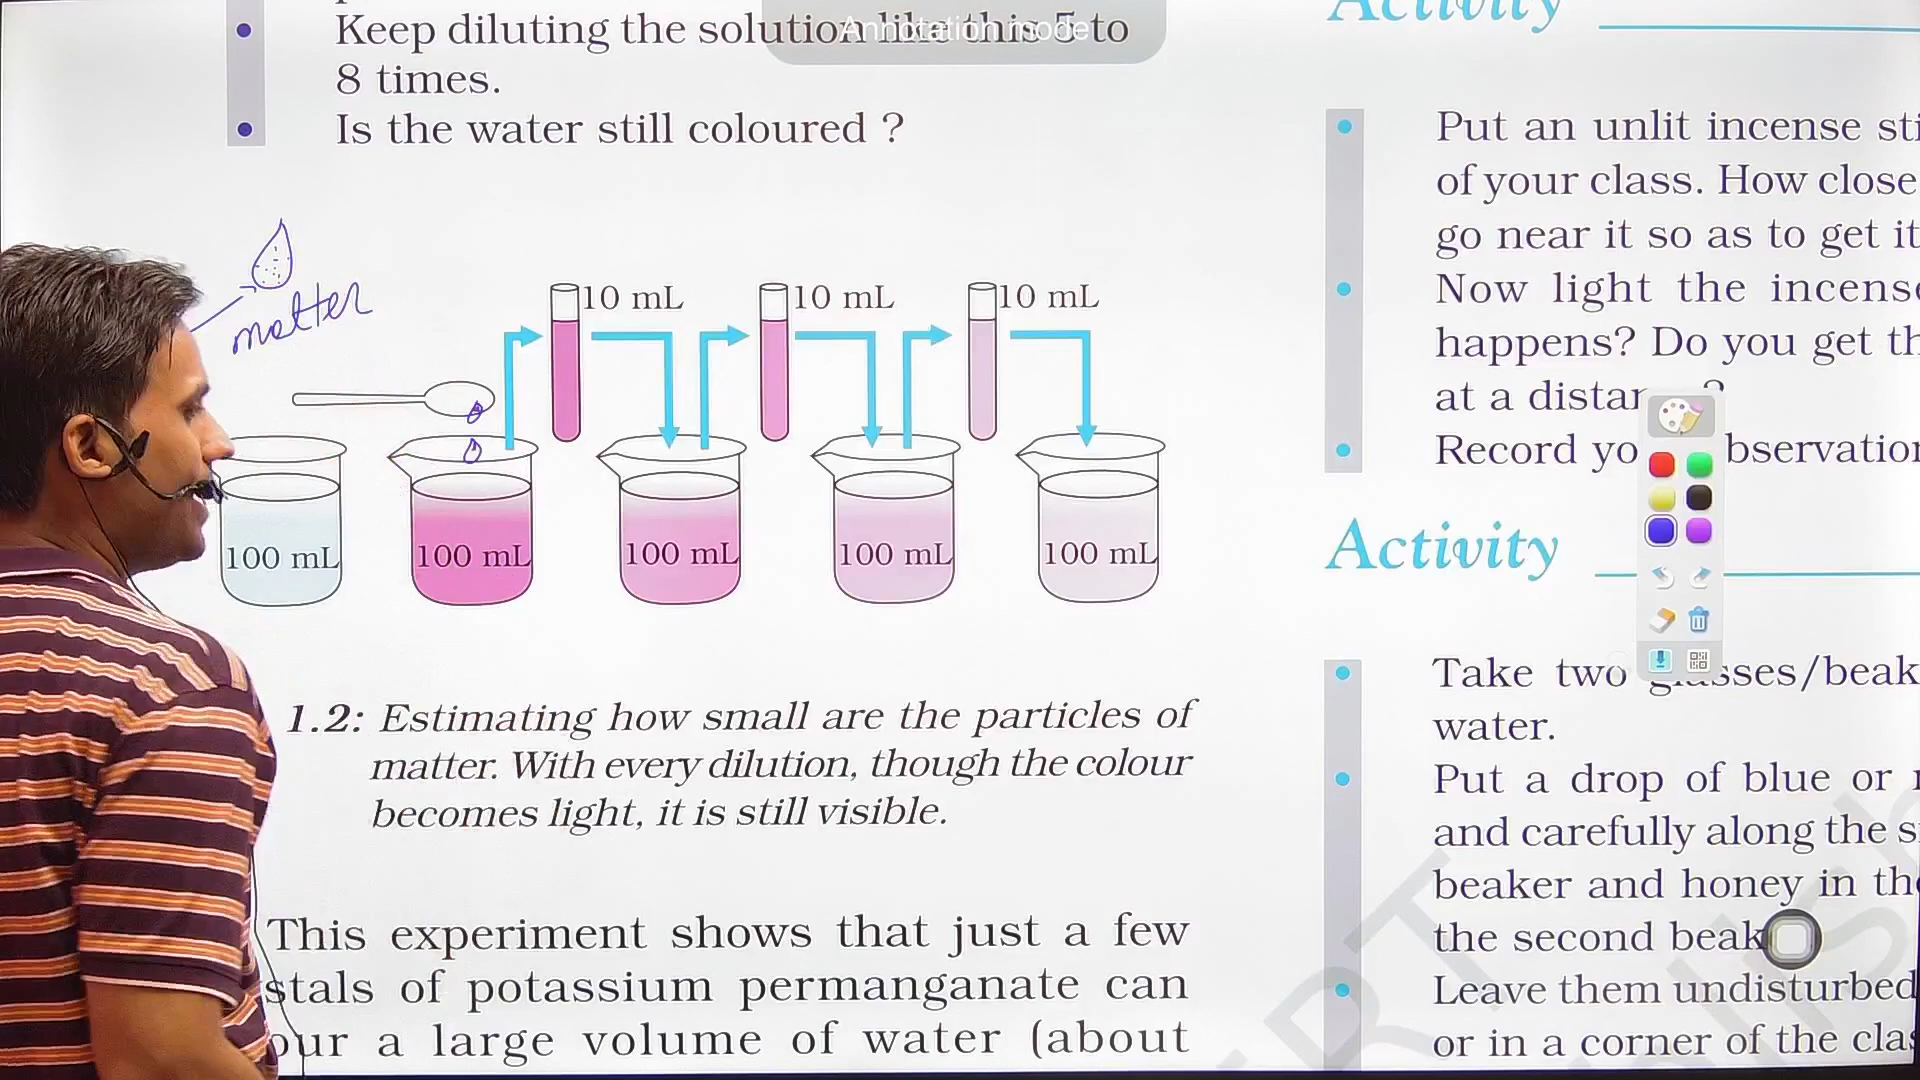 Annotation mode
Keep diluting the solution like this 5 to
8 times.
Is the water still coloured ?
matter
10 mL
10 mL
10 mL
100 mL
100 mL
100 mL
100 mL
100 mL
1.2: Estimating how small are the particles of
matter. With every dilution, though the colour
becomes light, it is still visible.
This experiment shows that just a few
stals of potassium permanganate can
our a large volume of water (about
Activity
Put an unlit incense sti
of your class. How close
go near it so as to get it
Now light the incense
happens? Do you get th
at a distan ?
Record yo bservation
Activity
Take two glasses/beak
water.
Put a drop of blue or
and carefully along the s
beaker and honey in the
the second beak
Leave them undisturbed
or in a corner of the clas